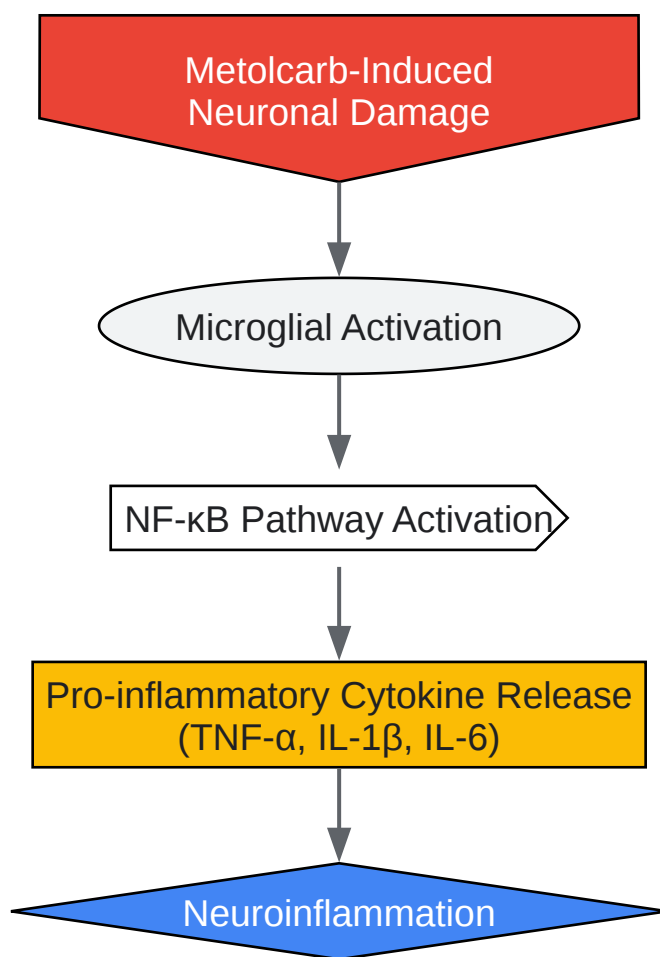 Metolcarb-Induced
Neuronal Damage
Microglial Activation
NF-κB Pathway Activation
Pro-inflammatory Cytokine Release
(TNF-α, IL-1β, IL-6)
Neuroinflammation